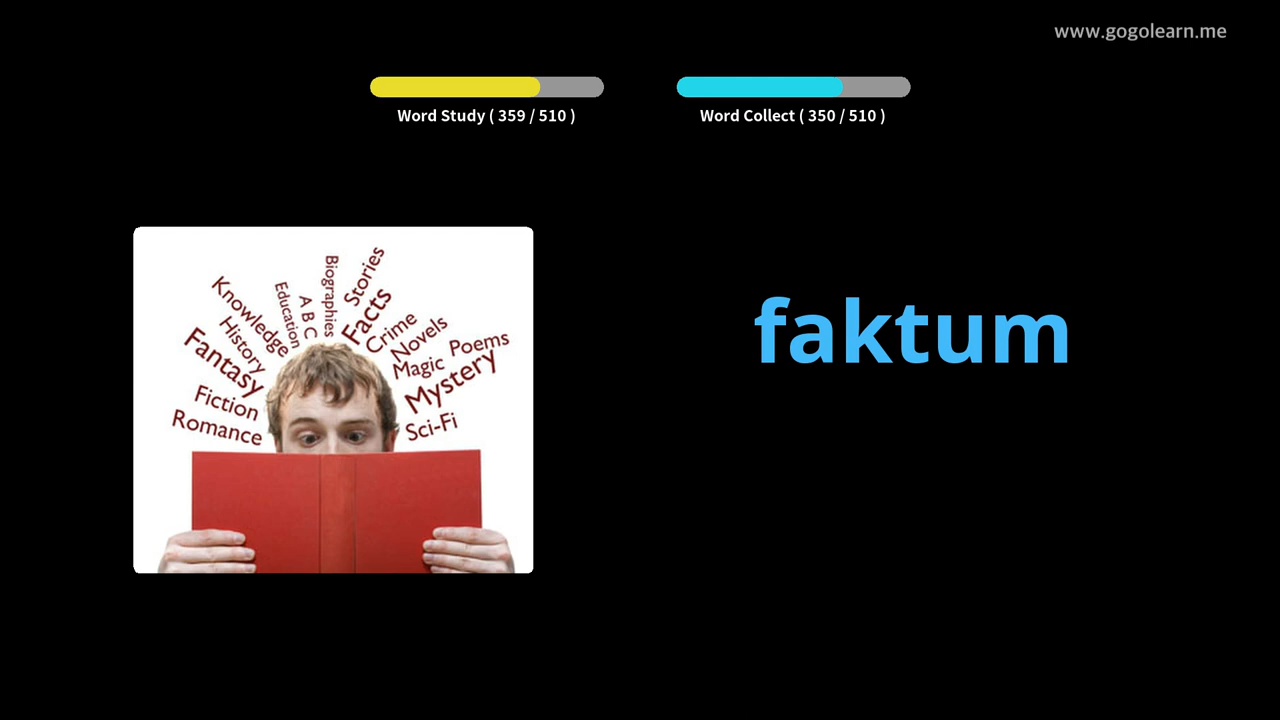 www.gogolearn.me
Word Study ( 359 / 510 )
Word Collect ( 350 / 510 )
faktum
Romance
Fiction
Fantasy
History
Knowledge
Education
A B C
Biographies
Stories
Facts
Crime
Novels
Magic
Poems
Mystery
Sci-Fi